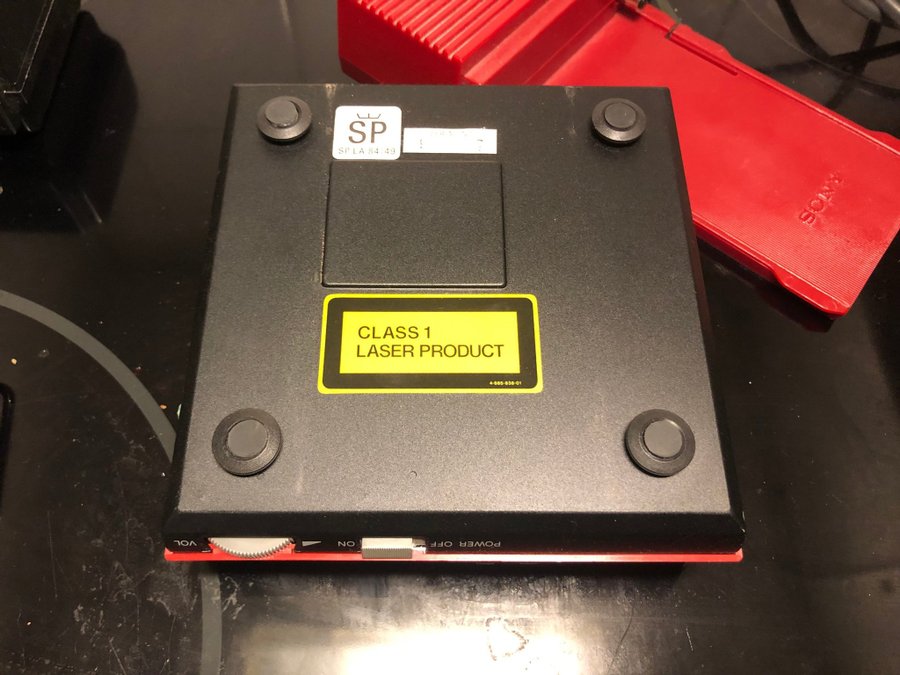 SP
SP LA 84:49
SONY
CLASS 1
LASER PRODUCT
4-885-838-01
VOL
ON
OFF
POWER